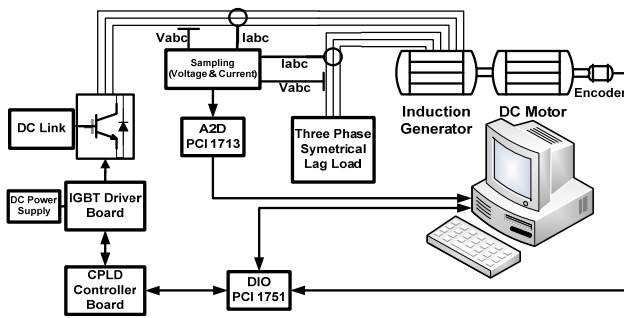 Vabc
Iabc
Sampling
(Voltage & Current)
Iabc
Vabc
Encoder
Induction
Generator
DC Motor
DC Link
A2D
PCI 1713
Three Phase
Symetrical
Lag Load
DC Power
Supply
IGBT Driver
Board
CPLD
Controller
Board
DIO
PCI 1751